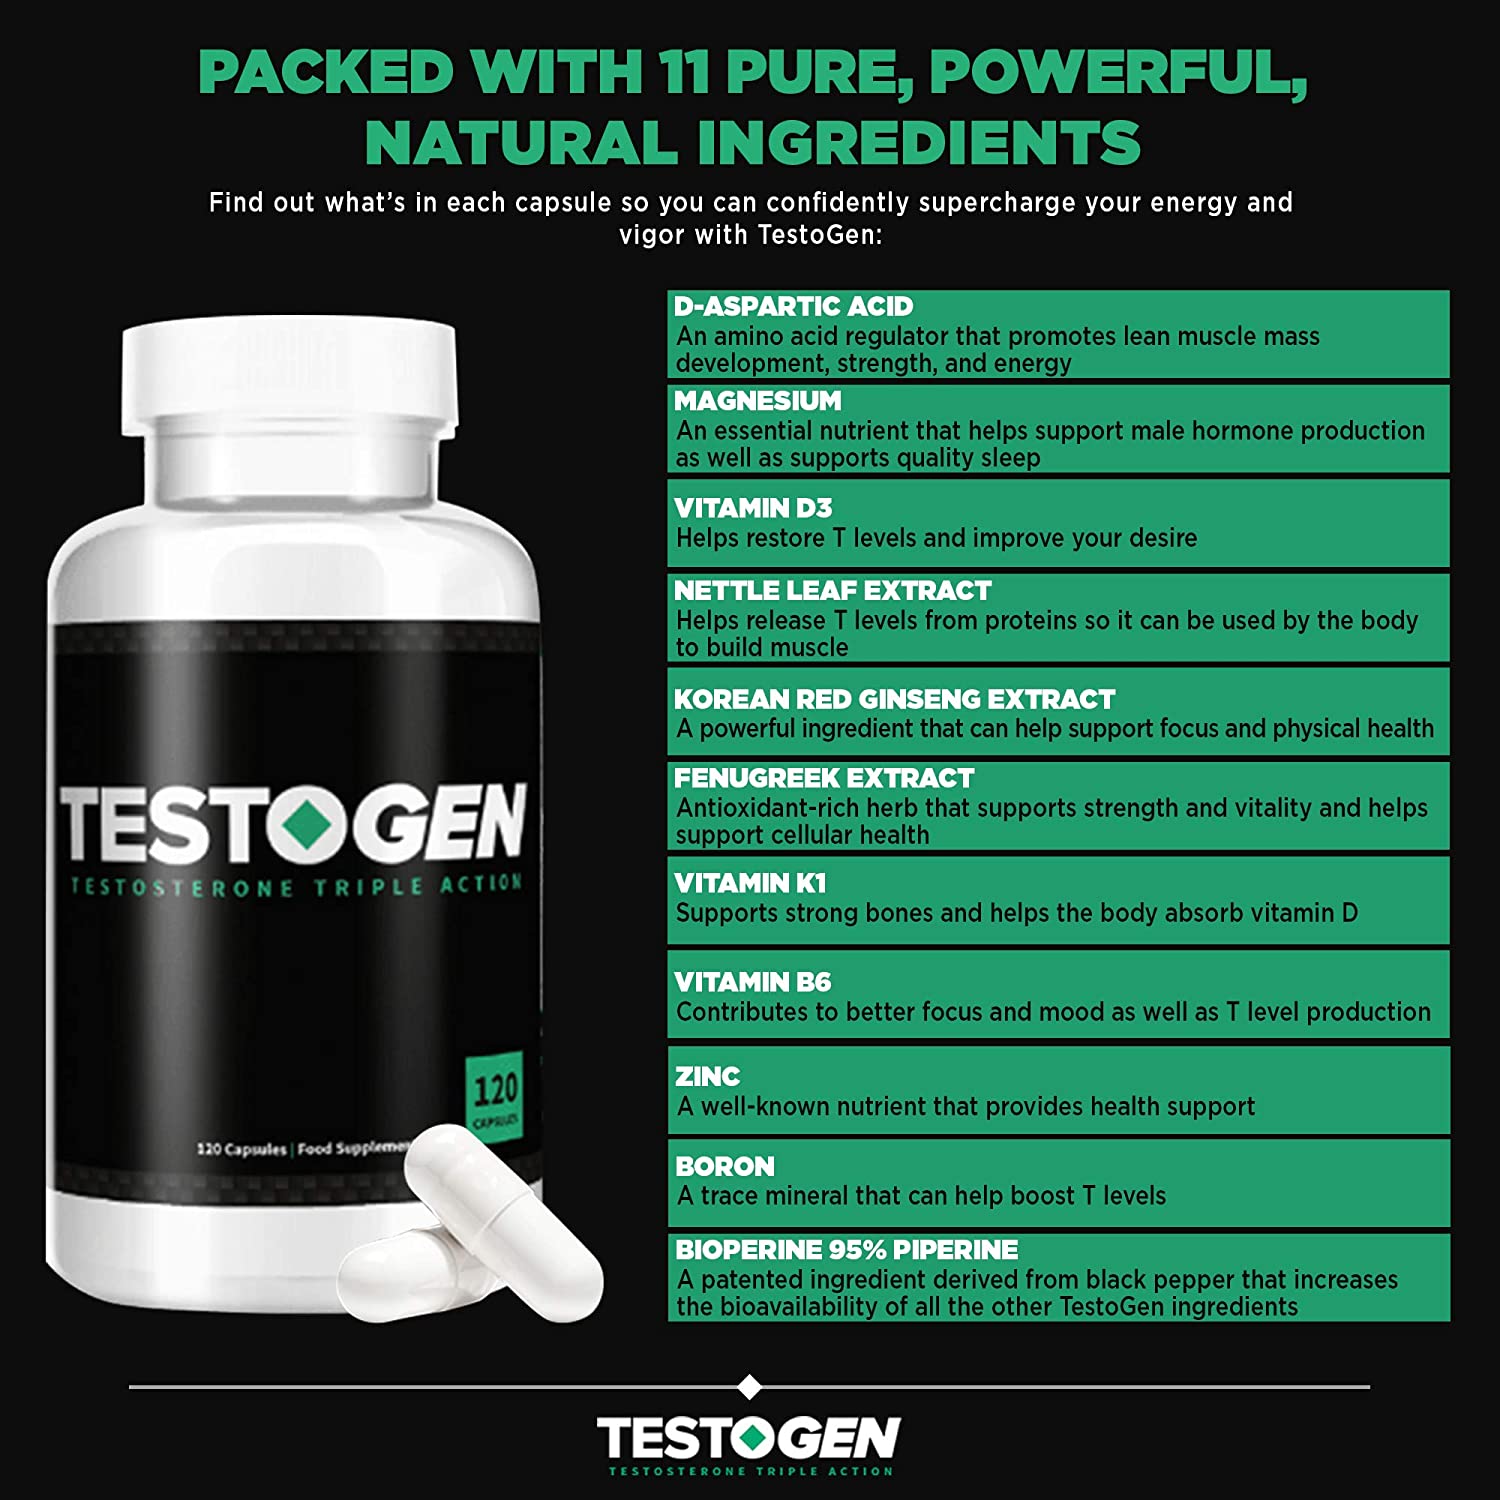 PACKED WITH 11 PURE, POWERFUL,
NATURAL INGREDIENTS
Find out what's in each capsule so you can confidently supercharge your energy and
vigor with TestoGen:
TESTOGEN
TESTOSTERONE TRIPLE ACTION
120
CAPSULES
120 Capsules | Food
D-ASPARTIC ACID
An amino acid regulator that promotes lean muscle mass
development, strength, and energy
MAGNESIUM
An essential nutrient that helps support male hormone production
as well as supports quality sleep
VITAMIN D3
Helps restore T levels and improve your desire
NETTLE LEAF EXTRACT
Helps release T levels from proteins so it can be used by the body
to build muscle
KOREAN RED GINSENG EXTRACT
A powerful ingredient that can help support focus and physical health
FENUGREEK EXTRACT
Antioxidant-rich herb that supports strength and vitality and helps
support cellular health
VITAMIN K1
Supports strong bones and helps the body absorb vitamin D
VITAMIN B6
Contributes to better focus and mood as well as T level production
ZINC
A well-known nutrient that provides health support
BORON
A trace mineral that can help boost T levels
BIOPERINE 95% PIPERINE
A patented ingredient derived from black pepper that increases
the bioavailability of all the other TestoGen ingredients
TESTOGEN
TESTOSTERONE TRIPLE ACTION